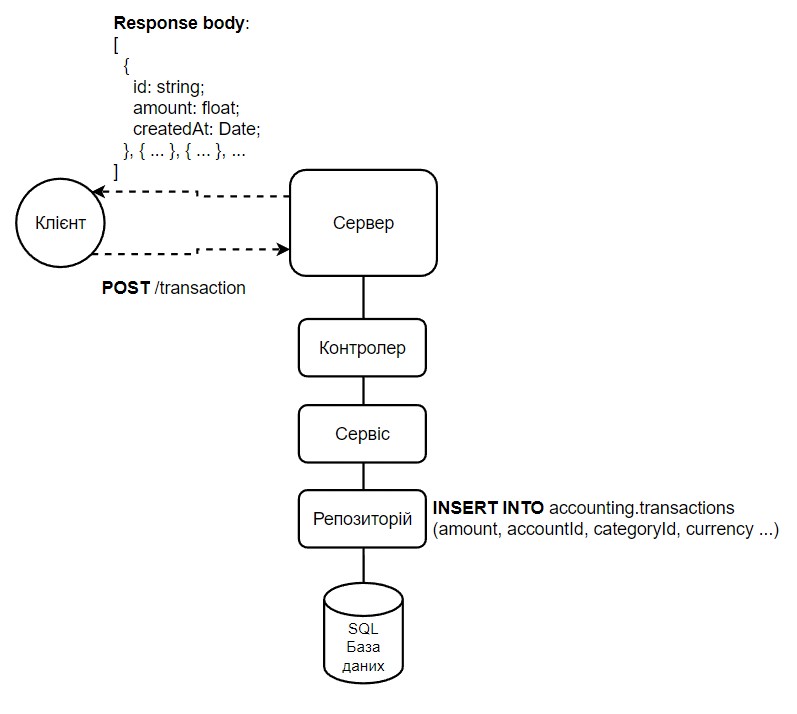 Response body:
[
{
id: string;
amount: float;
createdAt: Date;
}, { ... }, { ... }, ...
]
Клієнт
Сервер
POST /transaction
Контролер
Сервіс
Репозиторій
INSERT INTO accounting.transactions
(amount, accountId, categoryId, currency ...)
SQL
База
даних